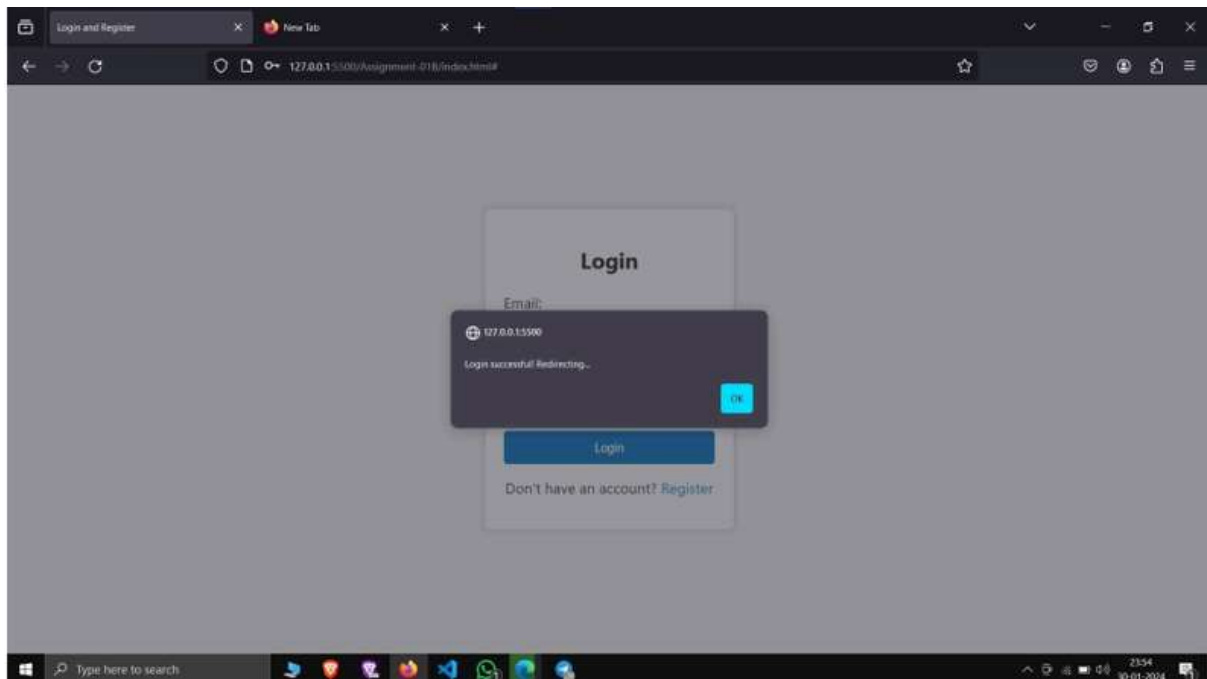 Login and Register
New Tab
127.0.0.1:5500/Assignment-01B/index.html#
Login
Email:
127.0.0.1:5500
Login successful! Redirecting...
OK
Login
Don't have an account? Register
Type here to search
23:54
30-01-2024